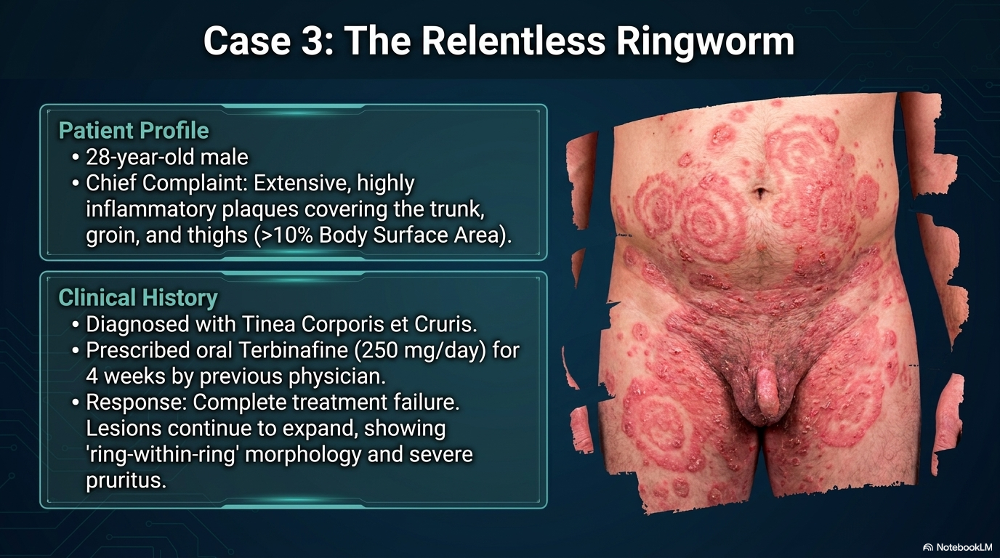 Case 3: The Relentless Ringworm
Patient Profile
• 28-year-old male
• Chief Complaint: Extensive, highly
inflammatory plaques covering the trunk,
groin, and thighs (>10% Body Surface Area).
Clinical History
• Diagnosed with Tinea Corporis et Cruris.
• Prescribed oral Terbinafine (250 mg/day) for
4 weeks by previous physician.
• Response: Complete treatment failure.
Lesions continue to expand, showing
'ring-within-ring' morphology and severe
pruritus.
NotebookLM